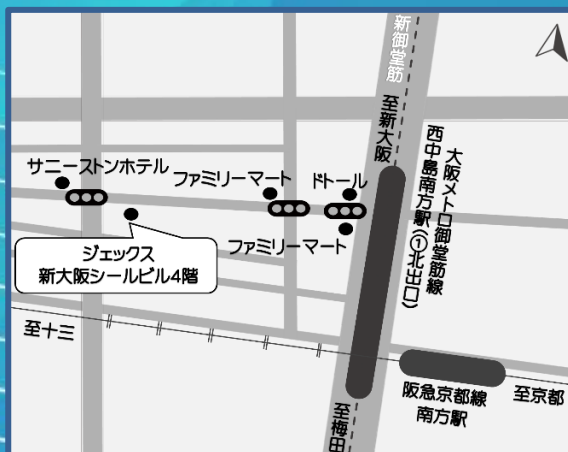 新御堂筋
至新大阪
大阪メトロ御堂筋線
西中島南方駅(①北出口)
サニーストンホテル
ファミリーマート
ドトール
ファミリーマート
ジェックス
新大阪シールビル4階
至十三
阪急京都線
南方駅
至京都
至梅田